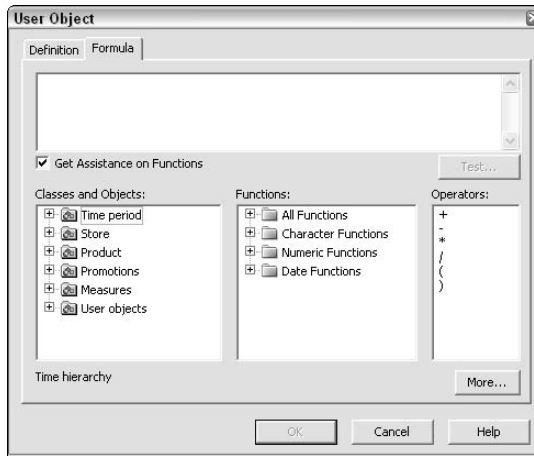 User Object
Definition Formula
Get Assistance on Functions
Test...
Classes and Objects: Functions: Operators:
Time period All Functions +
Store Character Functions -
Product Numeric Functions *
Promotions Date Functions /
Measures (
User objects )
Time hierarchy
More...
OK Cancel Help